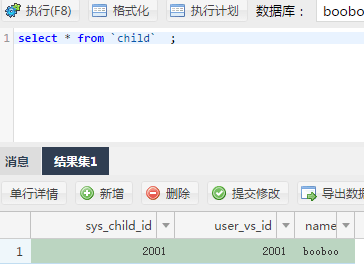 执行(F8) 格式化 执行计划 数据库： booboo
1 select * from `child` ;
消息 结果集1
单行详情 新增 删除 提交修改 导出数据
sys_child_id user_vs_id name
1 2001 2001 booboo